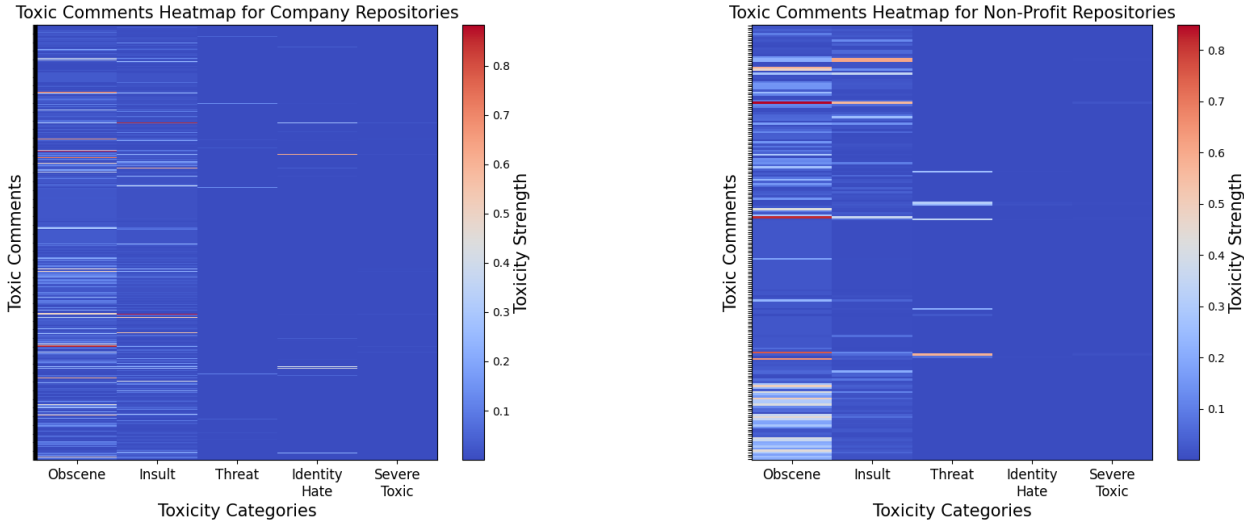 Toxic Comments Heatmap for Company Repositories
Toxic Comments
0.8
0.7
0.6
0.5
0.4
0.3
0.2
0.1
Toxicity Strength
Obscene Insult Threat Identity Hate Severe Toxic
Toxicity Categories
Toxic Comments Heatmap for Non-Profit Repositories
Toxic Comments
0.8
0.7
0.6
0.5
0.4
0.3
0.2
0.1
Toxicity Strength
Obscene Insult Threat Identity Hate Severe Toxic
Toxicity Categories